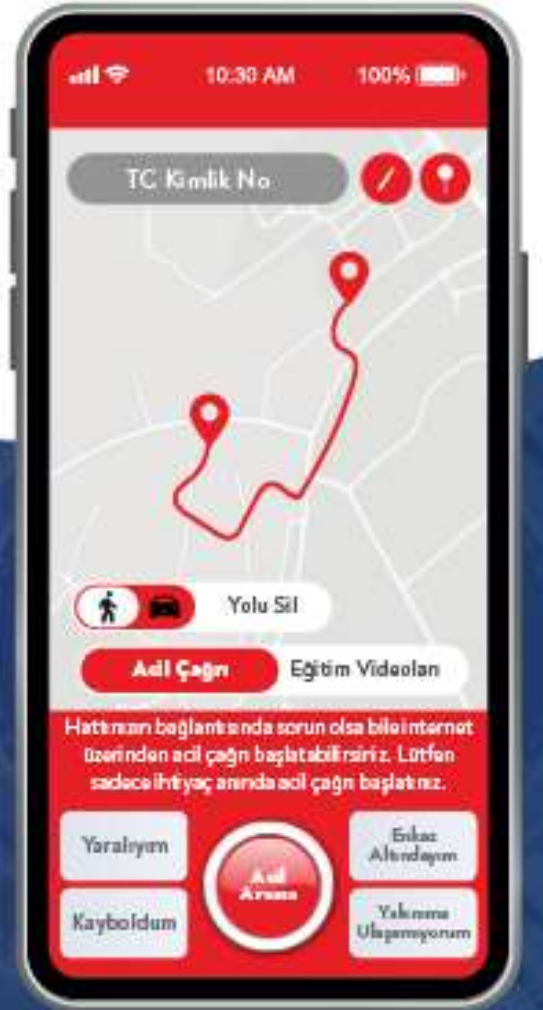 10:30 AM
100%
TC Kimlik No
Yolu Sil
Acil Çağrı
Eğitim Videoları
Hattınızın bağlantısında sorun olsa bile internet
üzerinden acil çağrı başlatabilirsiniz. Lütfen
sadece ihtiyaç anında acil çağrı başlatınız.
Yaralıyım
Enkaz
Altındayım
Acil
Arama
Kayboldum
Yakınıma
Ulaşamıyorum